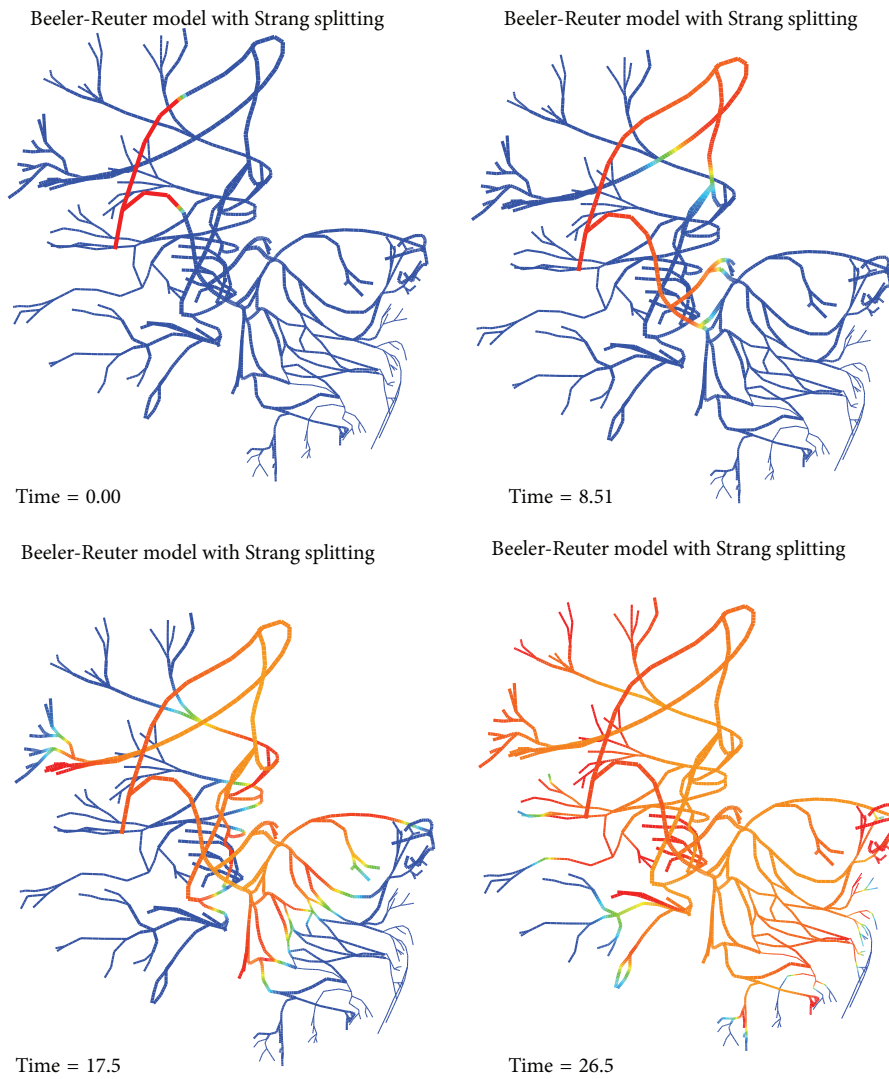 Beeler-Reuter model with Strang splitting
Beeler-Reuter model with Strang splitting
Time = 0.00
Time = 8.51
Beeler-Reuter model with Strang splitting
Beeler-Reuter model with Strang splitting
Time = 17.5
Time = 26.5